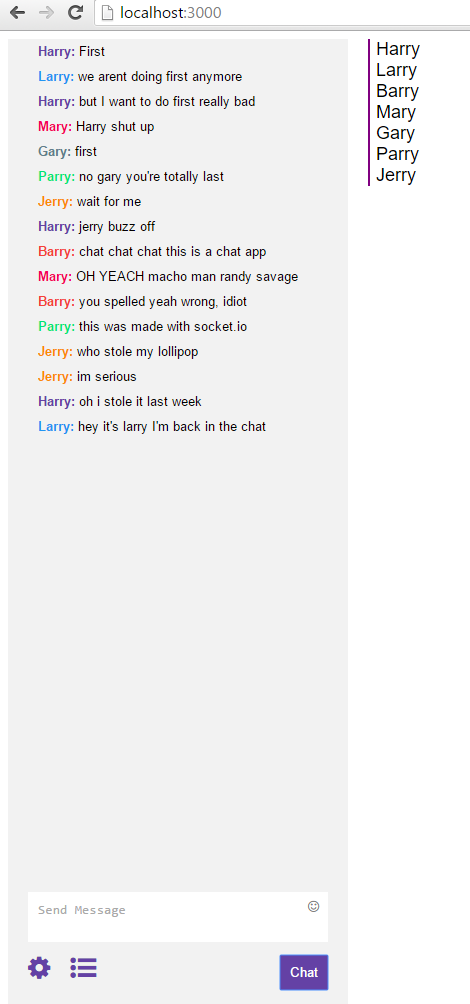 localhost:3000
Harry: First
Larry: we arent doing first anymore
Harry: but I want to do first really bad
Mary: Harry shut up
Gary: first
Parry: no gary you're totally last
Jerry: wait for me
Harry: jerry buzz off
Barry: chat chat chat this is a chat app
Mary: OH YEACH macho man randy savage
Barry: you spelled yeah wrong, idiot
Parry: this was made with socket.io
Jerry: who stole my lollipop
Jerry: im serious
Harry: oh i stole it last week
Larry: hey it's larry I'm back in the chat
Send Message
Chat
Harry
Larry
Barry
Mary
Gary
Parry
Jerry